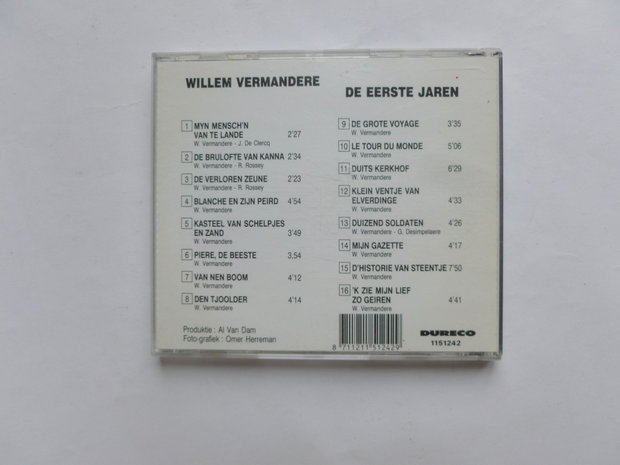 WILLEM VERMANDERE
DE EERSTE JAREN
1 MYN MENSCH'N
VAN TE LANDE 2'27
W. Vermandere - J. De Clercq
2 DE BRULOFTE VAN KANNA 2'34
W. Vermandere - R. Rossey
3 DE VERLOREN ZEUNE 2'23
W. Vermandere - R. Rossey
4 BLANCHE EN ZIJN PEIRD 4'54
W. Vermandere
5 KASTEEL VAN SCHELPJES
EN ZAND 3'49
W. Vermandere
6 PIERE, DE BEESTE 3,54
W. Vermandere
7 VAN NEN BOOM 4'12
W. Vermandere
8 DEN TJOOLDER 4'14
W. Vermandere
9 DE GROTE VOYAGE 3'35
W. Vermandere
10 LE TOUR DU MONDE 5'06
W. Vermandere
11 DUITS KERKHOF 6'29
W. Vermandere
12 KLEIN VENTJE VAN
ELVERDINGE 4'33
W. Vermandere
13 DUIZEND SOLDATEN 4'26
W. Vermandere - G. Desimpelaere
14 MIJN GAZETTE 4'17
W. Vermandere
15 D'HISTORIE VAN STEENTJE 7'50
W. Vermandere
16 'K ZIE MIJN LIEF
ZO GEIREN 4'41
W. Vermandere
Produktie : Al Van Dam
Foto-grafiek : Omer Herreman
8 711211 512429
DURECO
1151242